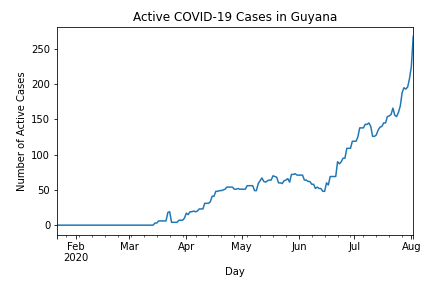 Active COVID-19 Cases in Guyana
Number of Active Cases
250
200
150
100
50
0
Feb Mar Apr May Jun Jul Aug
2020
Day